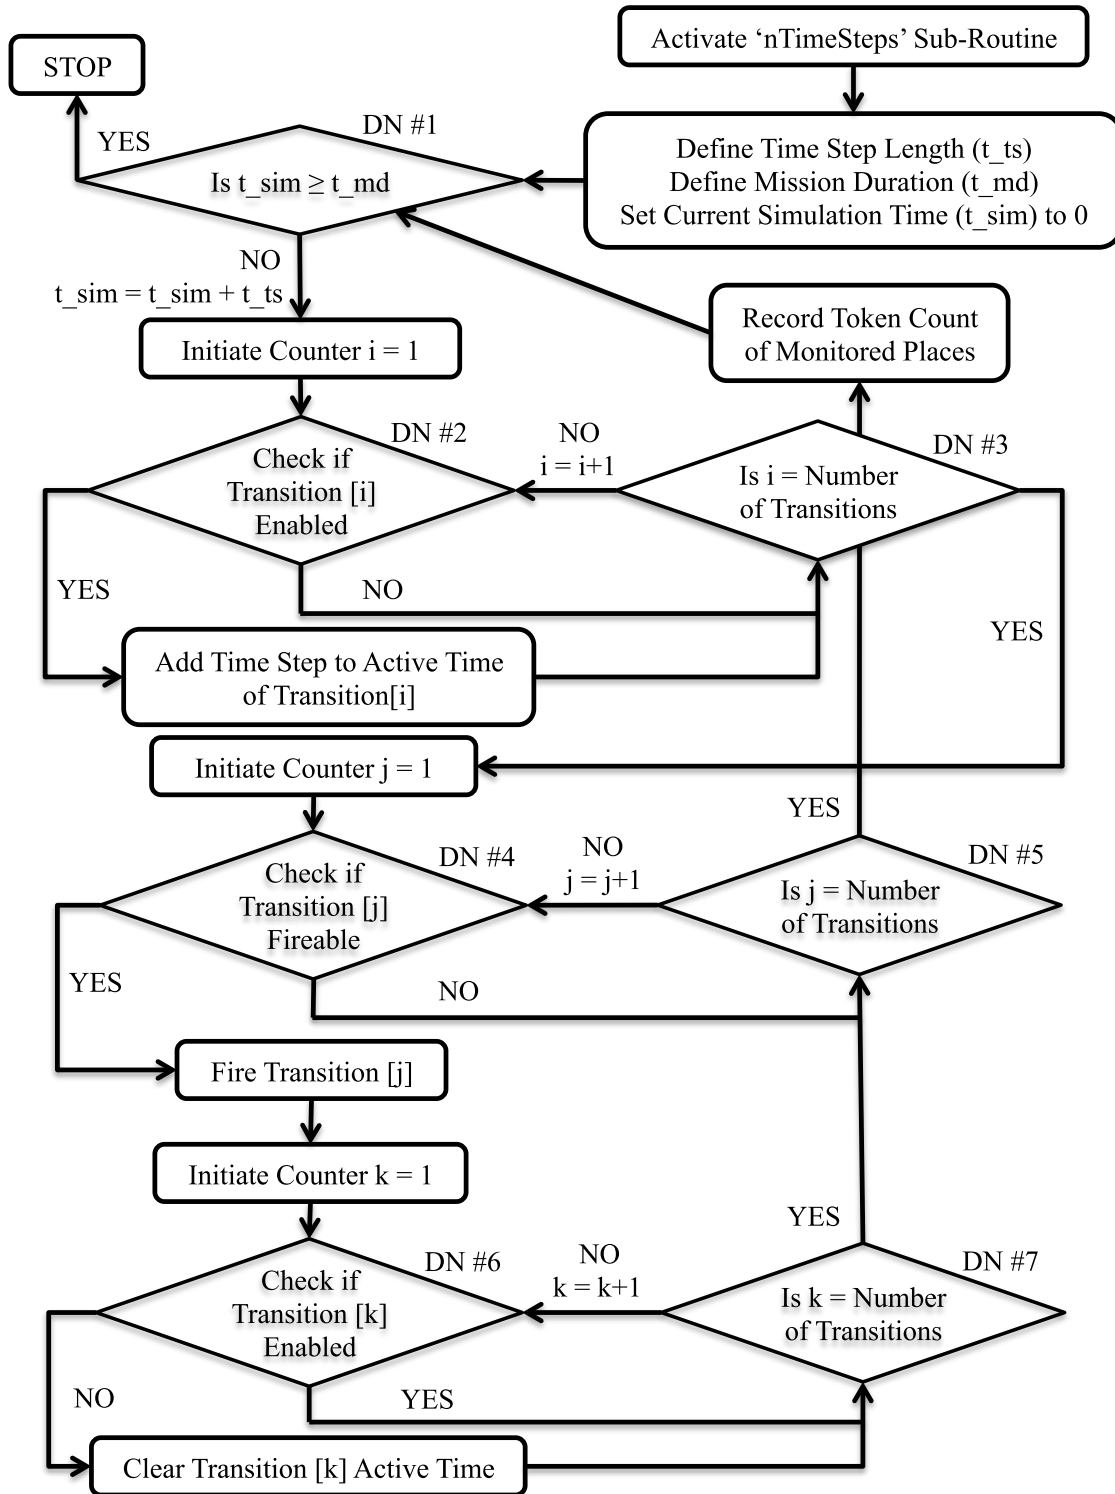 Activate ‘nTimeSteps’ Sub-Routine
STOP
Define Time Step Length (t_ts)
Define Mission Duration (t_md)
Set Current Simulation Time (t_sim) to 0
DN #1
YES
Is t_sim ≥ t_md
NO
t_sim = t_sim + t_ts
Initiate Counter i = 1
Record Token Count
of Monitored Places
DN #2
Check if
Transition [i]
Enabled
NO
i = i+1
DN #3
Is i = Number
of Transitions
YES
NO
YES
Add Time Step to Active Time
of Transition[i]
Initiate Counter j = 1
YES
DN #4
Check if
Transition [j]
Fireable
NO
j = j+1
DN #5
Is j = Number
of Transitions
YES
NO
Fire Transition [j]
Initiate Counter k = 1
YES
DN #6
Check if
Transition [k]
Enabled
NO
k = k+1
DN #7
Is k = Number
of Transitions
NO
YES
Clear Transition [k] Active Time